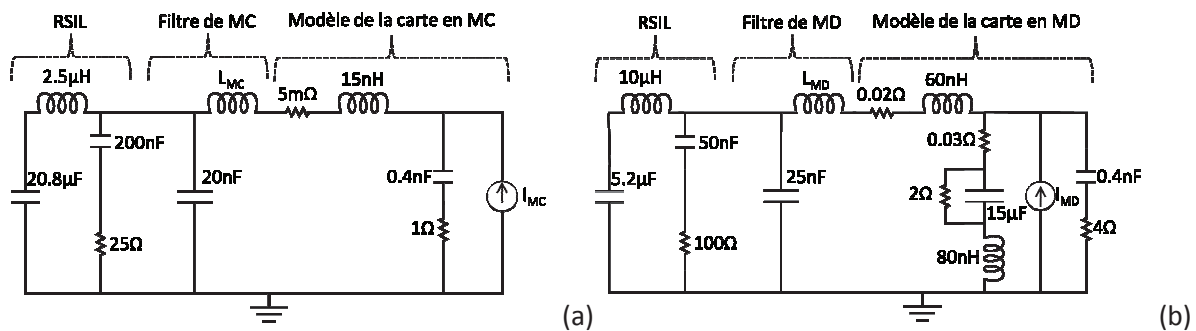 RSIL Filtre de MC Modèle de la carte en MC
2.5µH L_MC 5mΩ 15nH
200nF
20.8µF 20nF 0.4nF I_MC
25Ω 1Ω
(a)
RSIL Filtre de MD Modèle de la carte en MD
10µH L_MD 0.02Ω 60nH
50nF 0.03Ω
5.2µF 25nF 2Ω 15µF I_MD 0.4nF
100Ω 80nH 4Ω
(b)